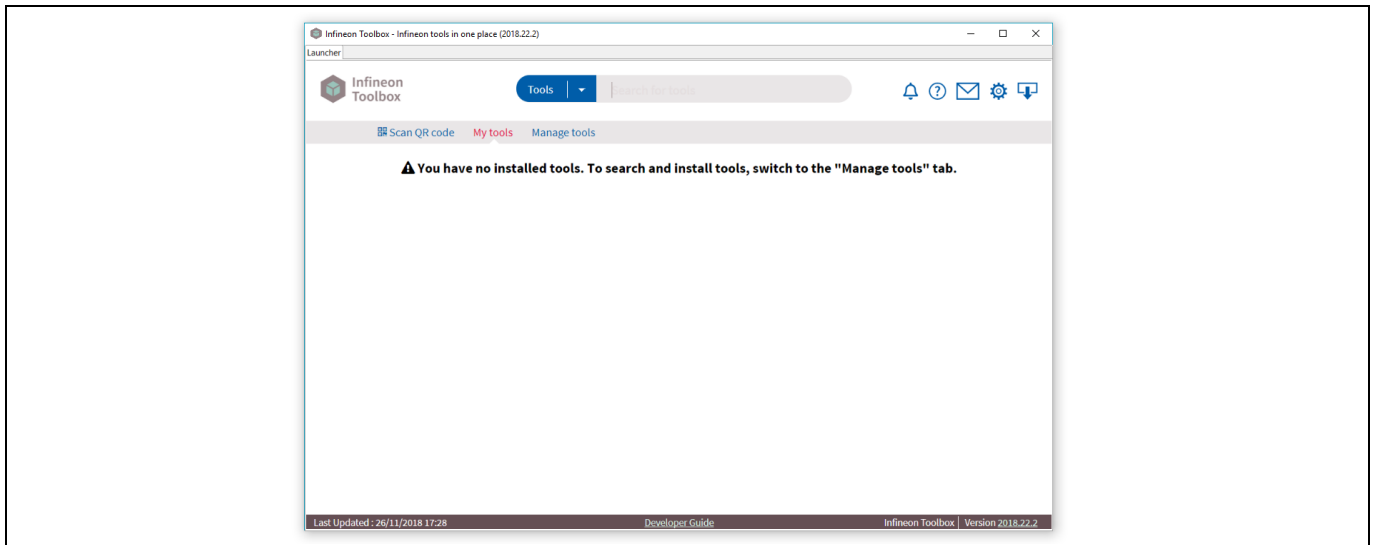 Infineon Toolbox - Infineon tools in one place (2018.22.2)
Launcher
Infineon
Toolbox
Tools
Search for tools
Scan QR code My tools Manage tools
You have no installed tools. To search and install tools, switch to the "Manage tools" tab.
Last Updated : 26/11/2018 17:28 Developer Guide Infineon Toolbox Version 2018.22.2